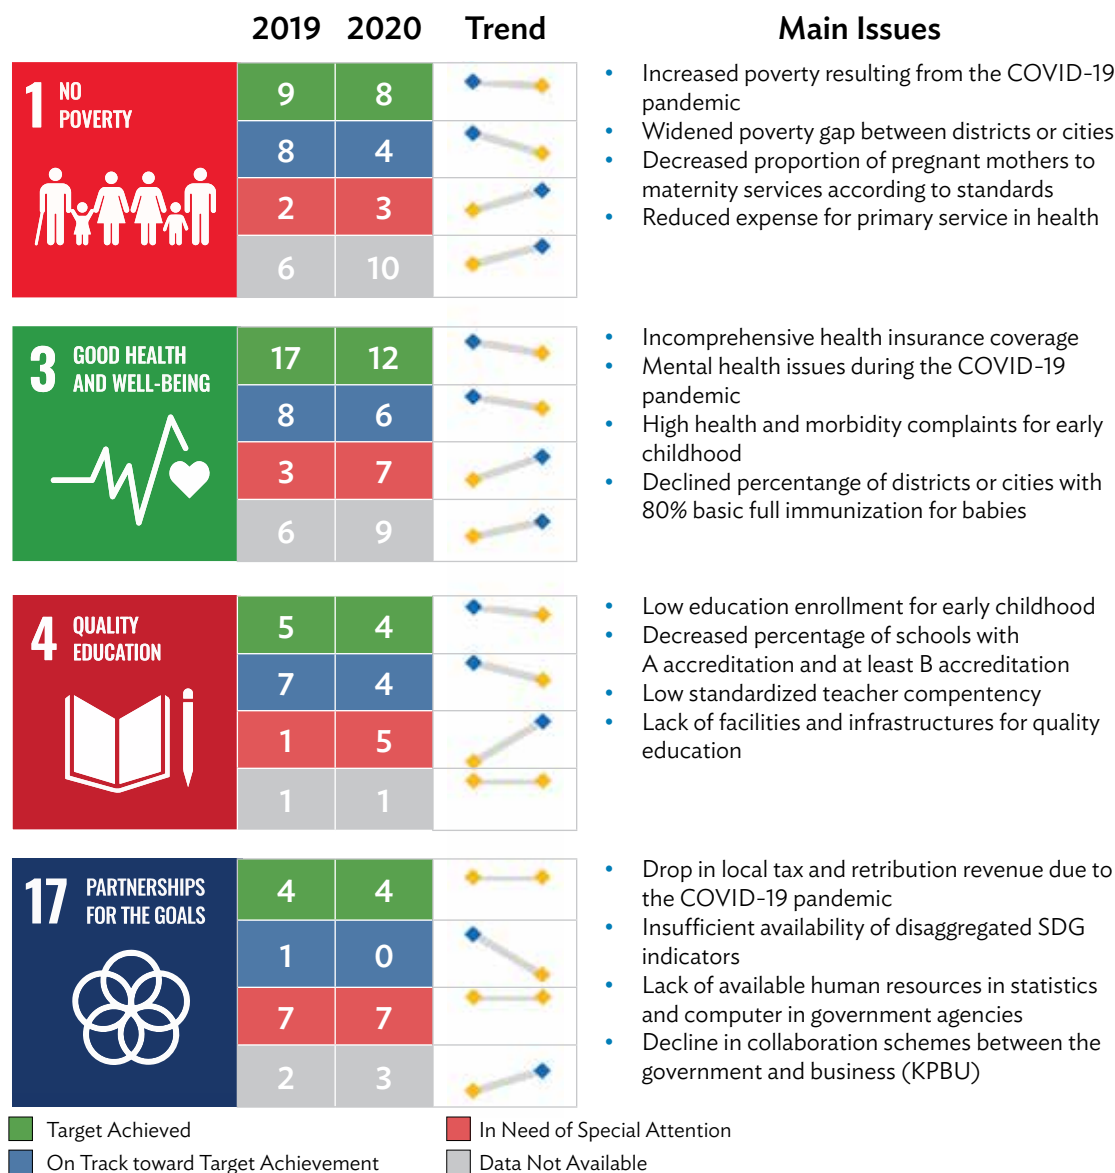 2019 2020 Trend Main Issues
1 NO
POVERTY
9 8
8 4
2 3
6 10
• Increased poverty resulting from the COVID-19
pandemic
• Widened poverty gap between districts or cities
• Decreased proportion of pregnant mothers to
maternity services according to standards
• Reduced expense for primary service in health
3 GOOD HEALTH
AND WELL-BEING
17 12
8 6
3 7
6 9
• Incomprehensive health insurance coverage
• Mental health issues during the COVID-19
pandemic
• High health and morbidity complaints for early
childhood
• Declined percentange of districts or cities with
80% basic full immunization for babies
4 QUALITY
EDUCATION
5 4
7 4
1 5
1 1
• Low education enrollment for early childhood
• Decreased percentage of schools with
A accreditation and at least B accreditation
• Low standardized teacher compentency
• Lack of facilities and infrastructures for quality
education
17 PARTNERSHIPS
FOR THE GOALS
4 4
1 0
7 7
2 3
• Drop in local tax and retribution revenue due to
the COVID-19 pandemic
• Insufficient availability of disaggregated SDG
indicators
• Lack of available human resources in statistics
and computer in government agencies
• Decline in collaboration schemes between the
government and business (KPBU)
Target Achieved
In Need of Special Attention
On Track toward Target Achievement
Data Not Available